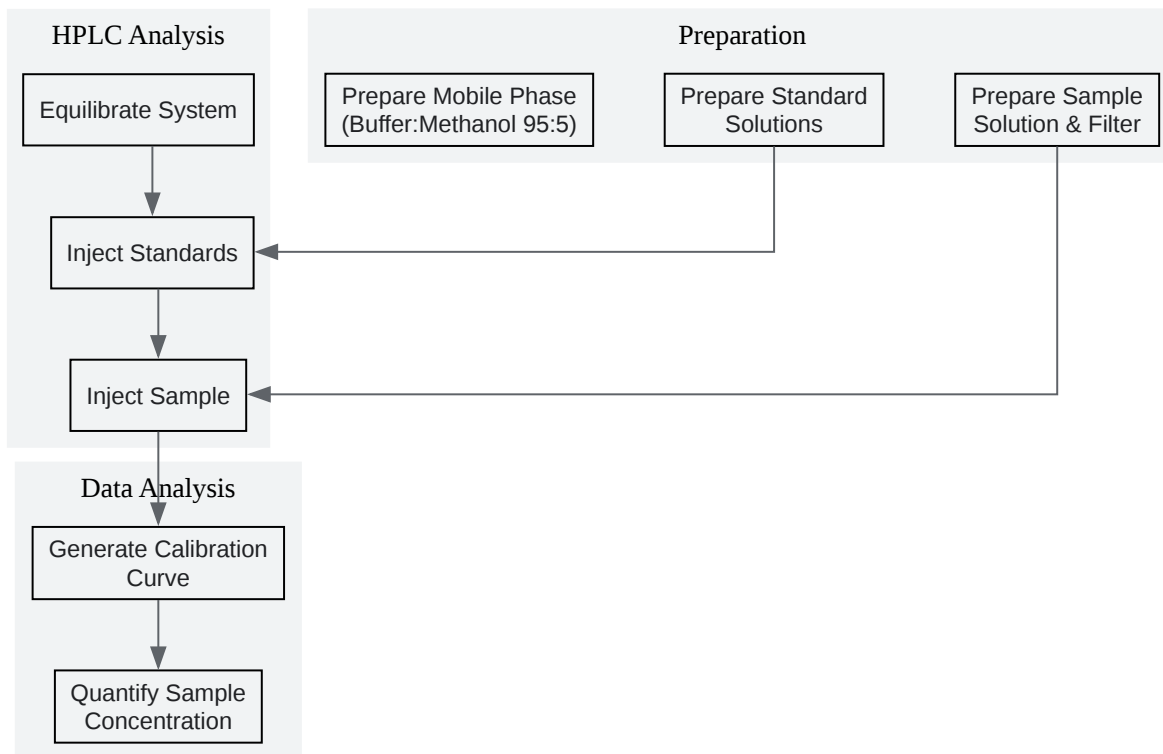 HPLC Analysis
Equilibrate System
Inject Standards
Inject Sample
Preparation
Prepare Mobile Phase
(Buffer:Methanol 95:5)
Prepare Standard
Solutions
Prepare Sample
Solution & Filter
Data Analysis
Generate Calibration
Curve
Quantify Sample
Concentration